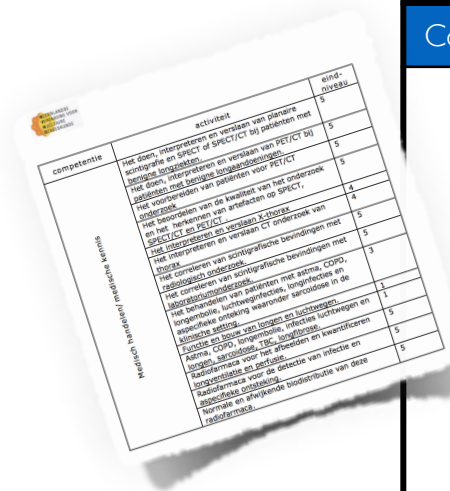 Co
NEDERLANDSE
VERENIGING VOOR
NUCLEAIRE
GENEESKUNDE
competentie
activiteit
eind-
niveau
Medisch handelen/ medische kennis
Het doen, interpreteren en verslaan van planaire
scintigrafie en SPECT of SPECT/CT bij patiënten met
benigne longziekten.
5
Het doen, interpreteren en verslaan van PET/CT bij
patiënten met benigne longaandoeningen.
5
Het voorbereiden van patiënten voor PET/CT
onderzoek
5
Het beoordelen van de kwaliteit van het onderzoek
en het herkennen van artefacten op SPECT,
SPECT/CT en PET/CT .
5
Het interpreteren en verslaan X-thorax
4
Het interpreteren en verslaan CT onderzoek van
thorax
4
Het correleren van scintigrafische bevindingen met
radiologisch onderzoek.
5
Het correleren van scintigrafische bevindingen met
laboratoriumonderzoek.
5
Het behandelen van patiënten met astma, COPD,
longembolie, luchtweginfecties, longinfecties en
aspecifieke onteking waaronder sarcoidose in de
klinische setting.
3
Functie en bouw van longen en luchtwegen.
1
Astma, COPD, longembolie, infecties luchtwegen en
longen, sarcoidose, TBC, longfibrose.
1
Radiofarmaca voor het afbeelden en kwantificeren
longventilatie en perfusie.
5
Radiofarmaca voor de detectie van infectie en
aspecifieke ontsteking.
5
Normale en afwijkende biodistributie van deze
radiofarmaca.
5